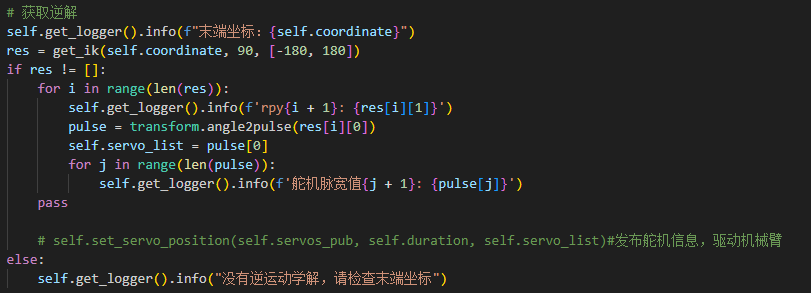 # 获取逆解
self.get_logger().info(f"末端坐标：{self.coordinate}")
res = get_ik(self.coordinate, 90, [-180, 180])
if res != []:
    for i in range(len(res)):
        self.get_logger().info(f'rpy{i + 1}: {res[i][1]}')
        pulse = transform.angle2pulse(res[i][0])
        self.servo_list = pulse[0]
        for j in range(len(pulse)):
            self.get_logger().info(f'舵机脉宽值{j + 1}: {pulse[j]}')
    pass
    # self.set_servo_position(self.servos_pub, self.duration, self.servo_list)#发布舵机信息，驱动机械臂
else:
    self.get_logger().info("没有逆运动学解，请检查末端坐标")